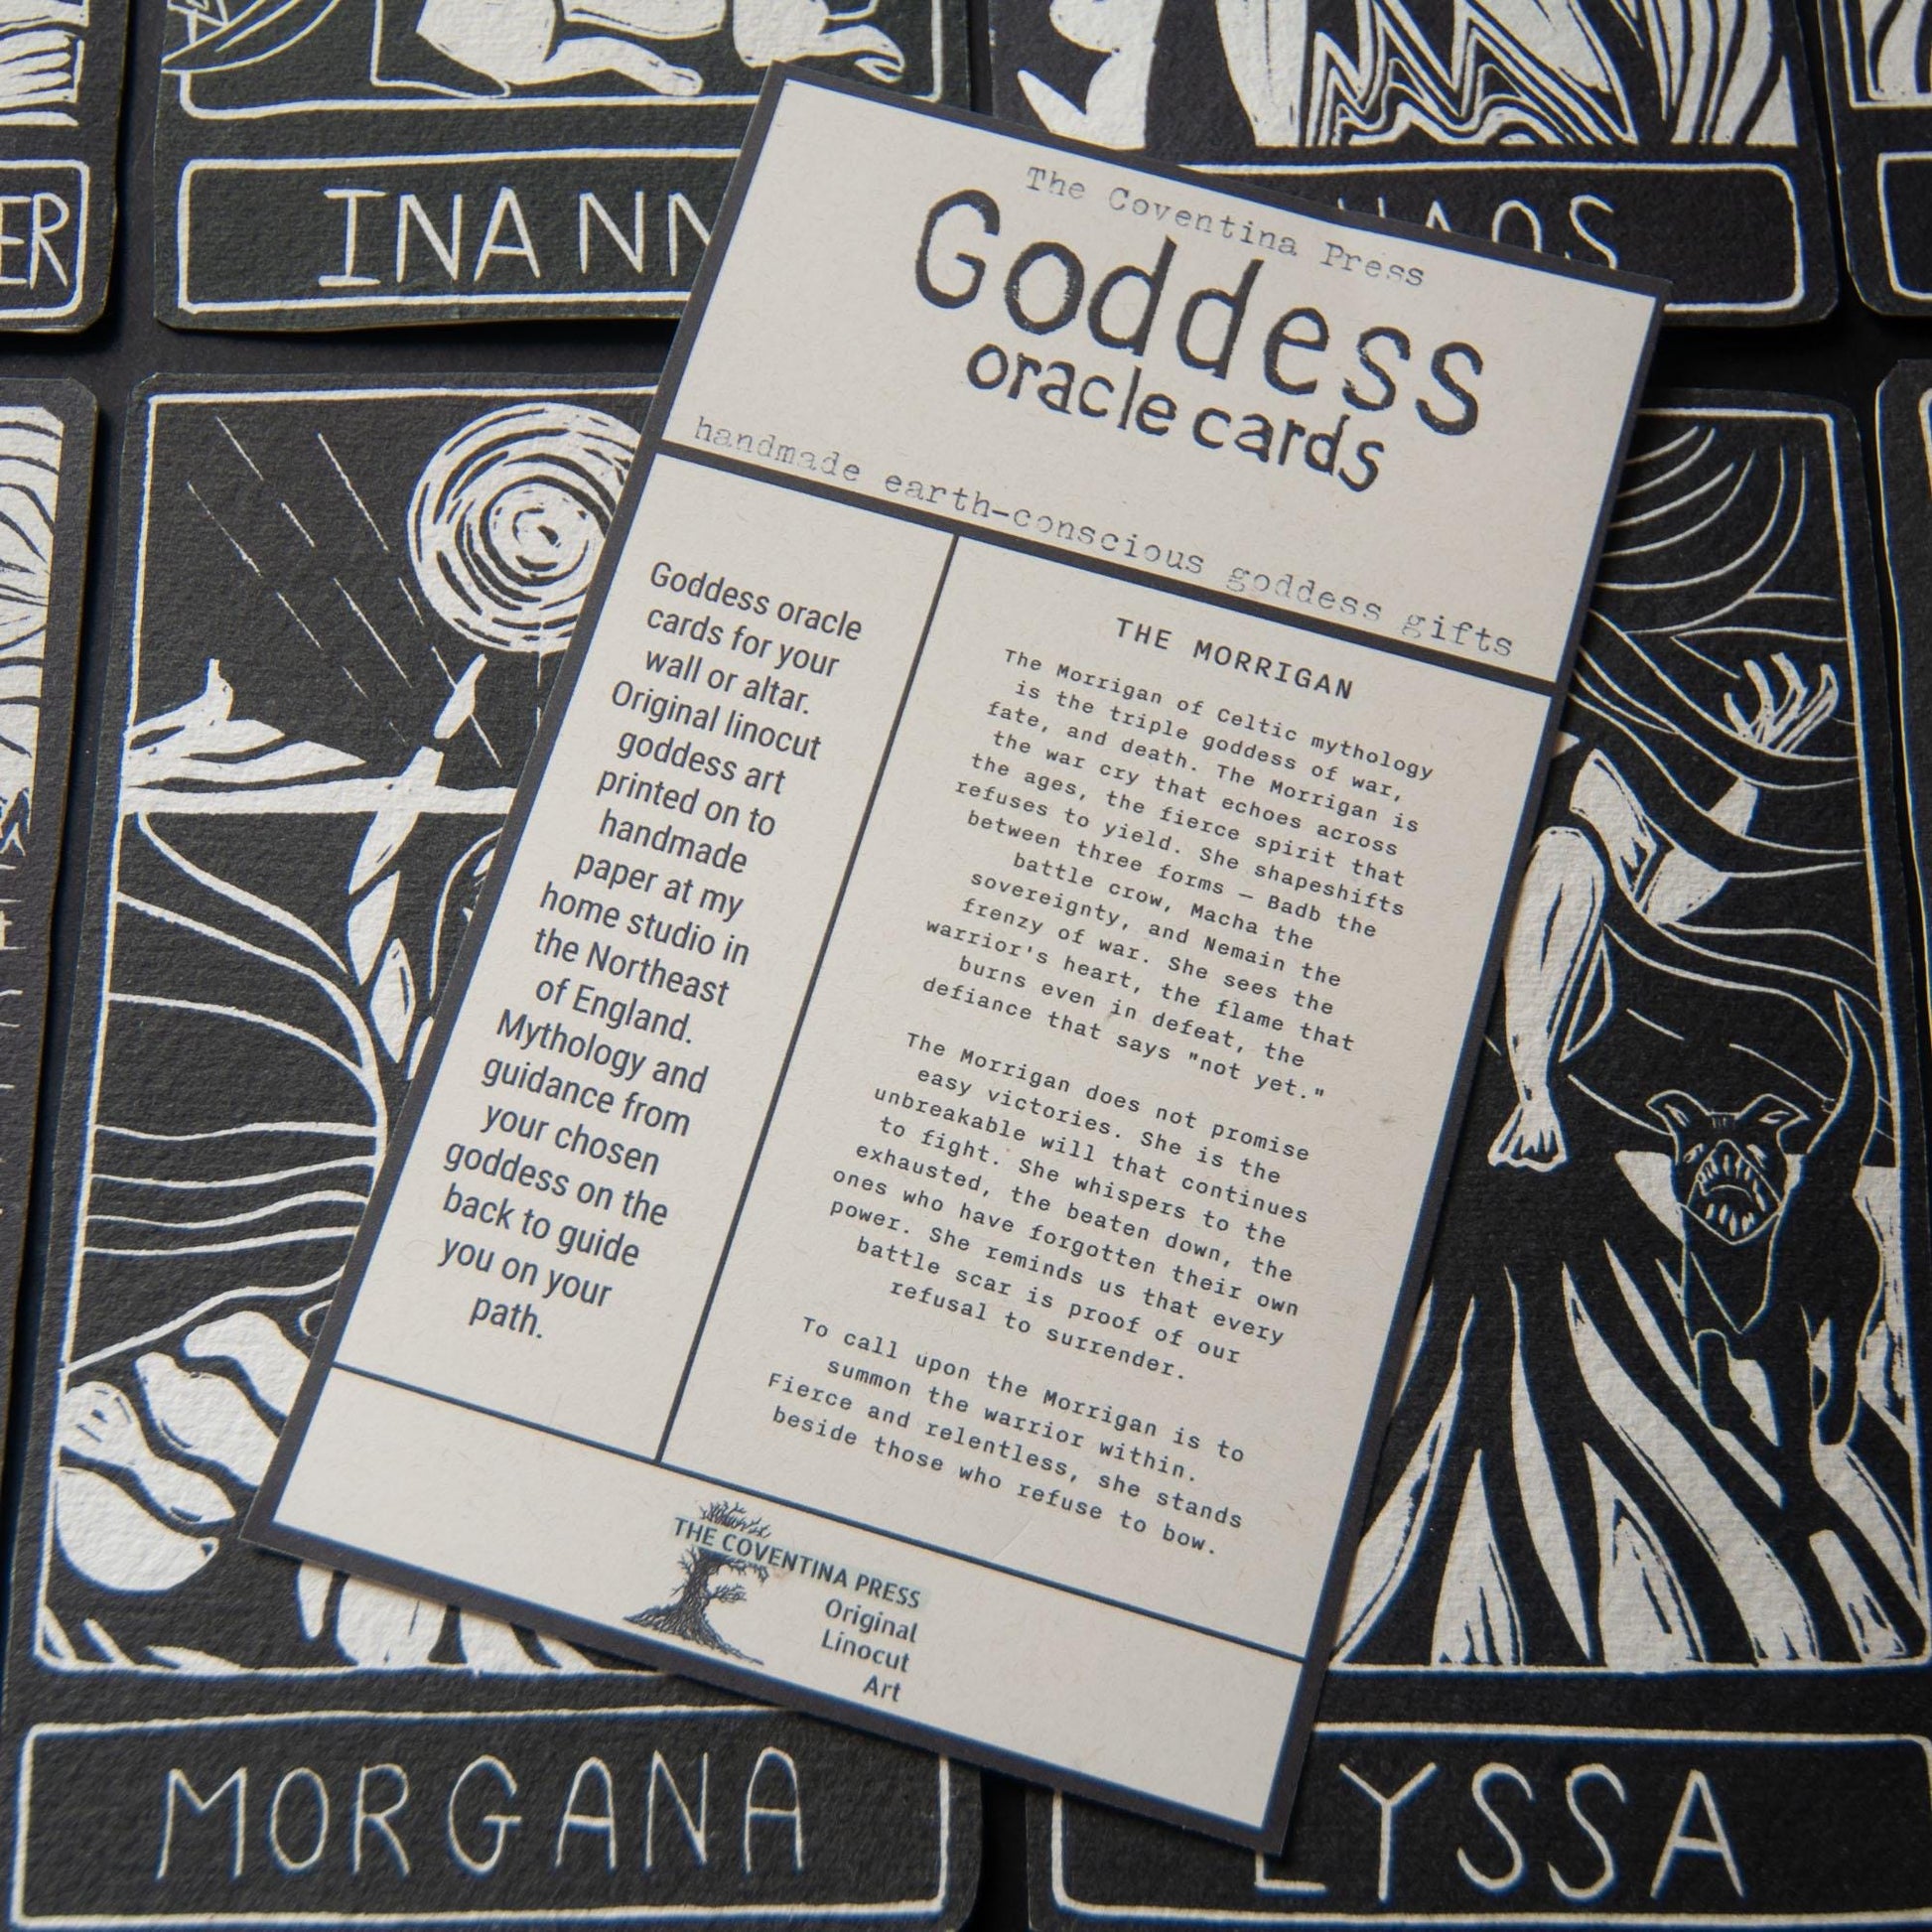 ER
INANN
The Coventina Press
Goddess
oracle cards
handmade earth-conscious goddess gifts
Goddess oracle
cards for your
wall or altar.
Original linocut
goddess art
printed on to
handmade
paper at my
home studio in
the Northeast
of England.
Mythology and
guidance from
your chosen
goddess on the
back to guide
you on your
path.
THE MORRIGAN
The Morrigan of Celtic mythology
is the triple goddess of war,
fate, and death. The Morrigan is
the war cry that echoes across
the ages, the fierce spirit that
refuses to yield. She shapeshifts
between three forms — Badb the
battle crow, Macha the
sovereignty, and Nemain the
frenzy of war. She sees the
warrior's heart, the flame that
burns even in defeat, the
defiance that says "not yet."
The Morrigan does not promise
easy victories. She is the
unbreakable will that continues
to fight. She whispers to the
exhausted, the beaten down, the
ones who have forgotten their own
power. She reminds us that every
battle scar is proof of our
refusal to surrender.
To call upon the Morrigan is to
summon the warrior within.
Fierce and relentless, she stands
beside those who refuse to bow.
THE COVENTINA PRESS
Original
Linocut
Art
MORGANA
LYSSA